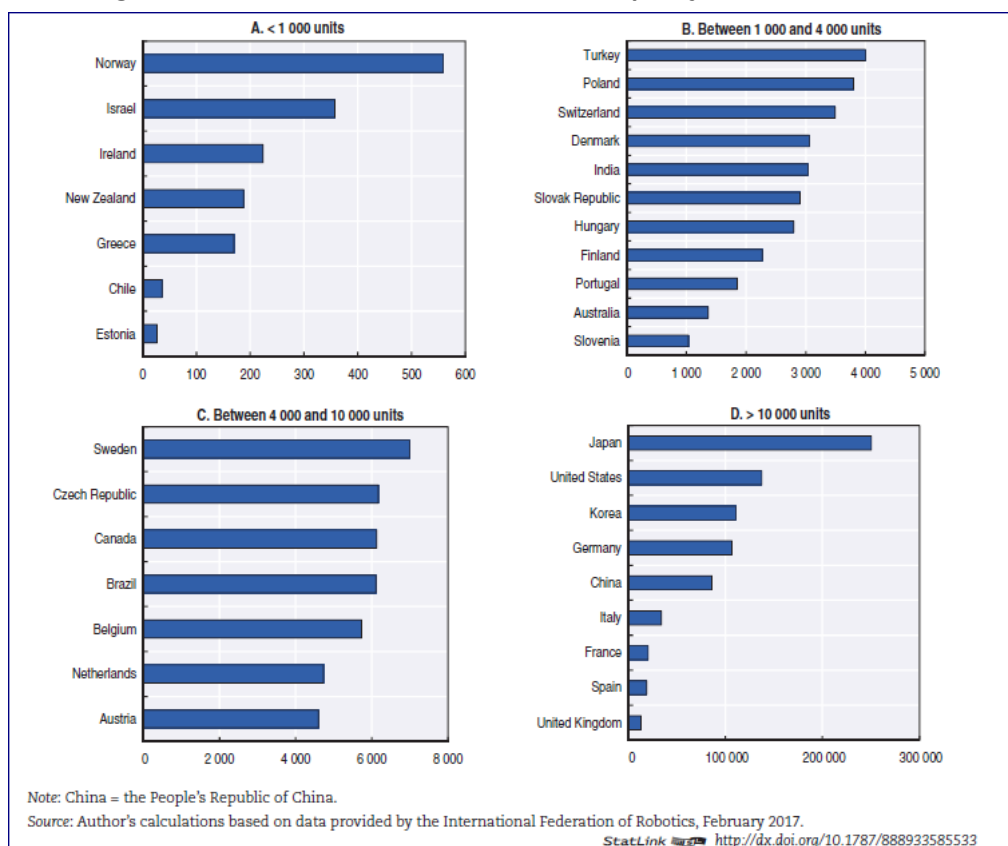 A. < 1 000 units
Norway
Israel
Ireland
New Zealand
Greece
Chile
Estonia
0 100 200 300 400 500 600
B. Between 1 000 and 4 000 units
Turkey
Poland
Switzerland
Denmark
India
Slovak Republic
Hungary
Finland
Portugal
Australia
Slovenia
0 1 000 2 000 3 000 4 000 5 000
C. Between 4 000 and 10 000 units
Sweden
Czech Republic
Canada
Brazil
Belgium
Netherlands
Austria
0 2 000 4 000 6 000 8 000
D. > 10 000 units
Japan
United States
Korea
Germany
China
Italy
France
Spain
United Kingdom
0 100 000 200 000 300 000
Note: China = the People's Republic of China.
Source: Author's calculations based on data provided by the International Federation of Robotics, February 2017.
StatLink http://dx.doi.org/10.1787/888933585533